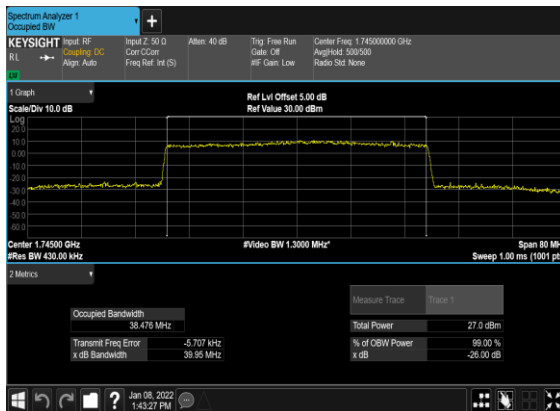 Spectrum Analyzer 1
Occupied BW
KEYSIGHT
RL
Input: RF
Coupling: DC
Align: Auto
Input Z: 50 Ω
Corr CCorr
Freq Ref: Int (S)
Atten: 40 dB
Trig: Free Run
Gate: Off
#IF Gain: Low
Center Freq: 1.745000000 GHz
Avg|Hold: 500/500
Radio Std: None
1 Graph
Scale/Div 10.0 dB
Ref Lvl Offset 5.00 dB
Ref Value 30.00 dBm
Log
20.0
10.0
0.00
-10.0
-20.0
-30.0
-40.0
-50.0
-60.0
Center 1.74500 GHz
#Res BW 430.00 kHz
#Video BW 1.3000 MHz*
Span 80 MH
Sweep 1.00 ms (1001 pt
2 Metrics
Measure Trace Trace 1
Occupied Bandwidth
38.476 MHz
Total Power 27.0 dBm
Transmit Freq Error -5.707 kHz
% of OBW Power 99.00 %
x dB Bandwidth 39.95 MHz
x dB -26.00 dB
?
Jan 08, 2022
1:43:27 PM